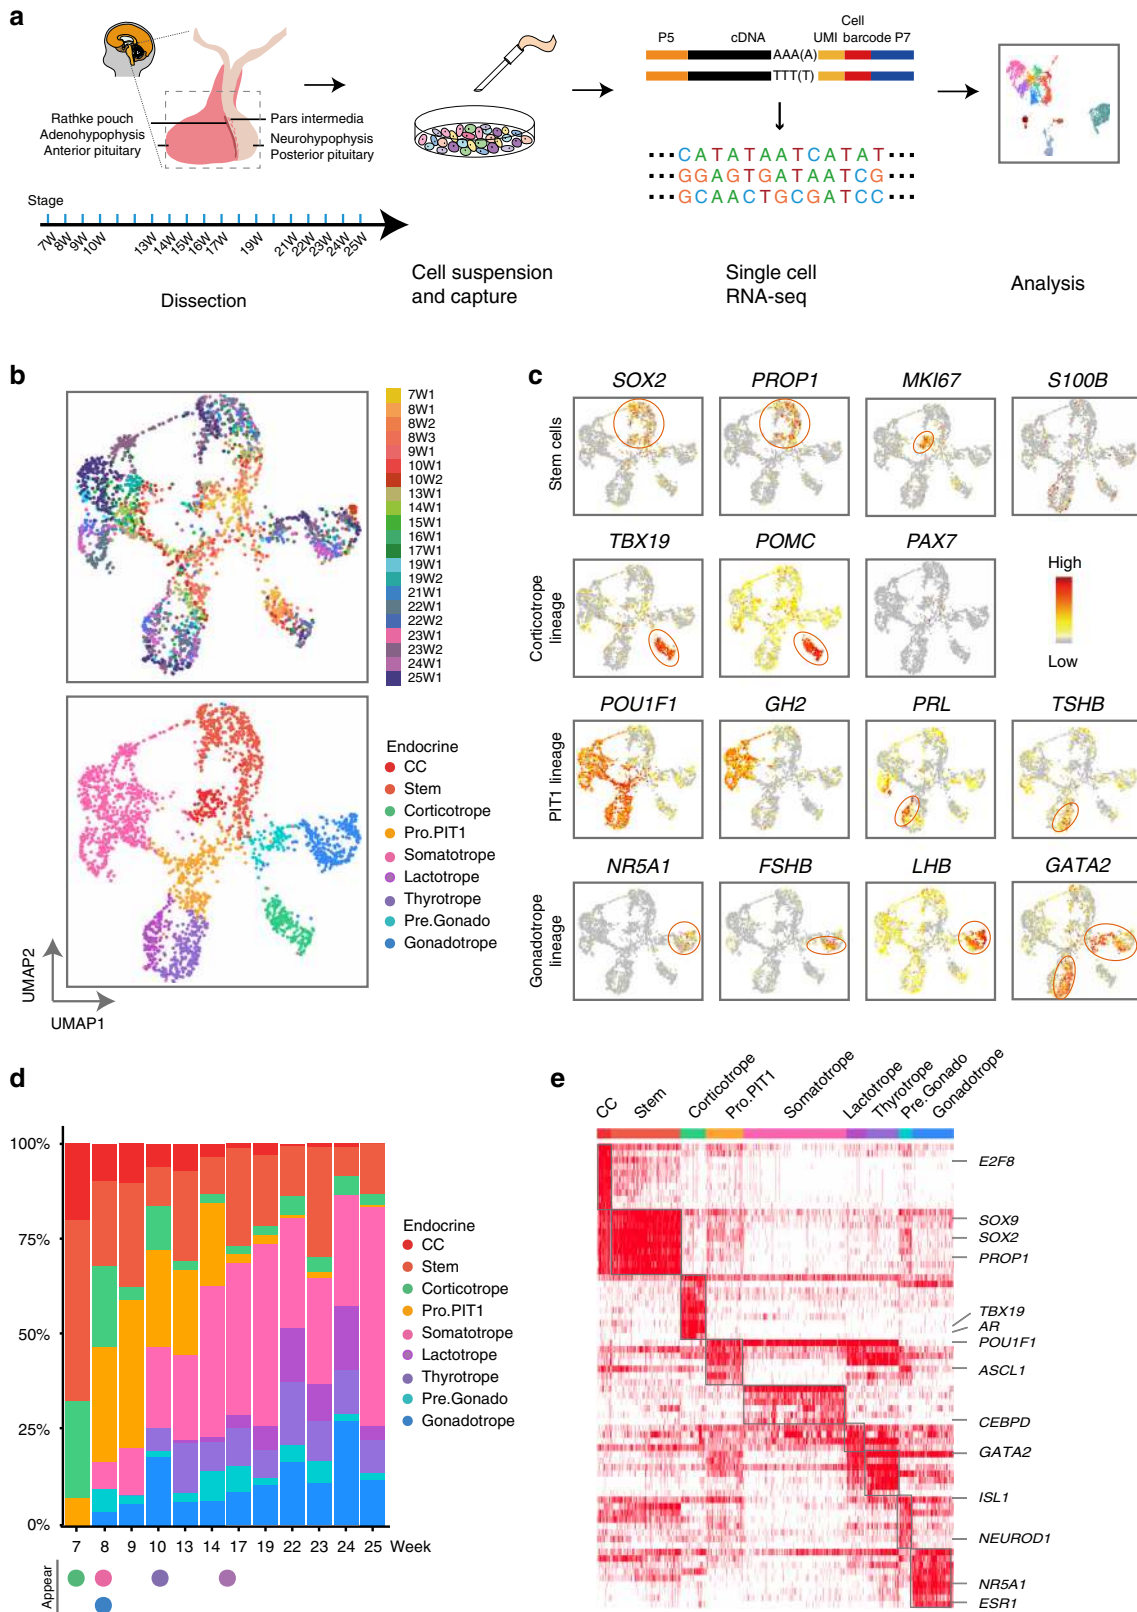 a
P5
cDNA
Cell
UMI barcode P7
AAA(A)
TTT(T)
Rathke pouch
Adenohypophysis
Anterior pituitary
Pars intermedia
Neurohypophysis
Posterior pituitary
CATATAATCATAT
GGAGTGATAATCG
GCAACTGCGATCC
Stage
7W 8W 9W 10W 13W 14W 15W 16W 17W 19W 21W 22W 23W 24W 25W
Dissection
Cell suspension
and capture
Single cell
RNA-seq
Analysis
b
7W1
8W1
8W2
8W3
9W1
10W1
10W2
13W1
14W1
15W1
16W1
17W1
19W1
19W2
21W1
22W1
22W2
23W1
23W2
24W1
25W1
Endocrine
CC
Stem
Corticotrope
Pro.PIT1
Somatotrope
Lactotrope
Thyrotrope
Pre.Gonado
Gonadotrope
UMAP2
UMAP1
c
SOX2 PROP1 MKI67 S100B
Stem cells
TBX19 POMC PAX7
Corticotrope
lineage
High
Low
POU1F1 GH2 PRL TSHB
PIT1 lineage
NR5A1 FSHB LHB GATA2
Gonadotrope
lineage
d
100%
75%
50%
25%
0%
7 8 9 10 13 14 17 19 22 23 24 25 Week
Appear
Endocrine
CC
Stem
Corticotrope
Pro.PIT1
Somatotrope
Lactotrope
Thyrotrope
Pre.Gonado
Gonadotrope
e
CC Stem Corticotrope Pro.PIT1 Somatotrope Lactotrope Thyrotrope Pre.Gonado Gonadotrope
E2F8
SOX9
SOX2
PROP1
TBX19
AR
POU1F1
ASCL1
CEBPD
GATA2
ISL1
NEUROD1
NR5A1
ESR1